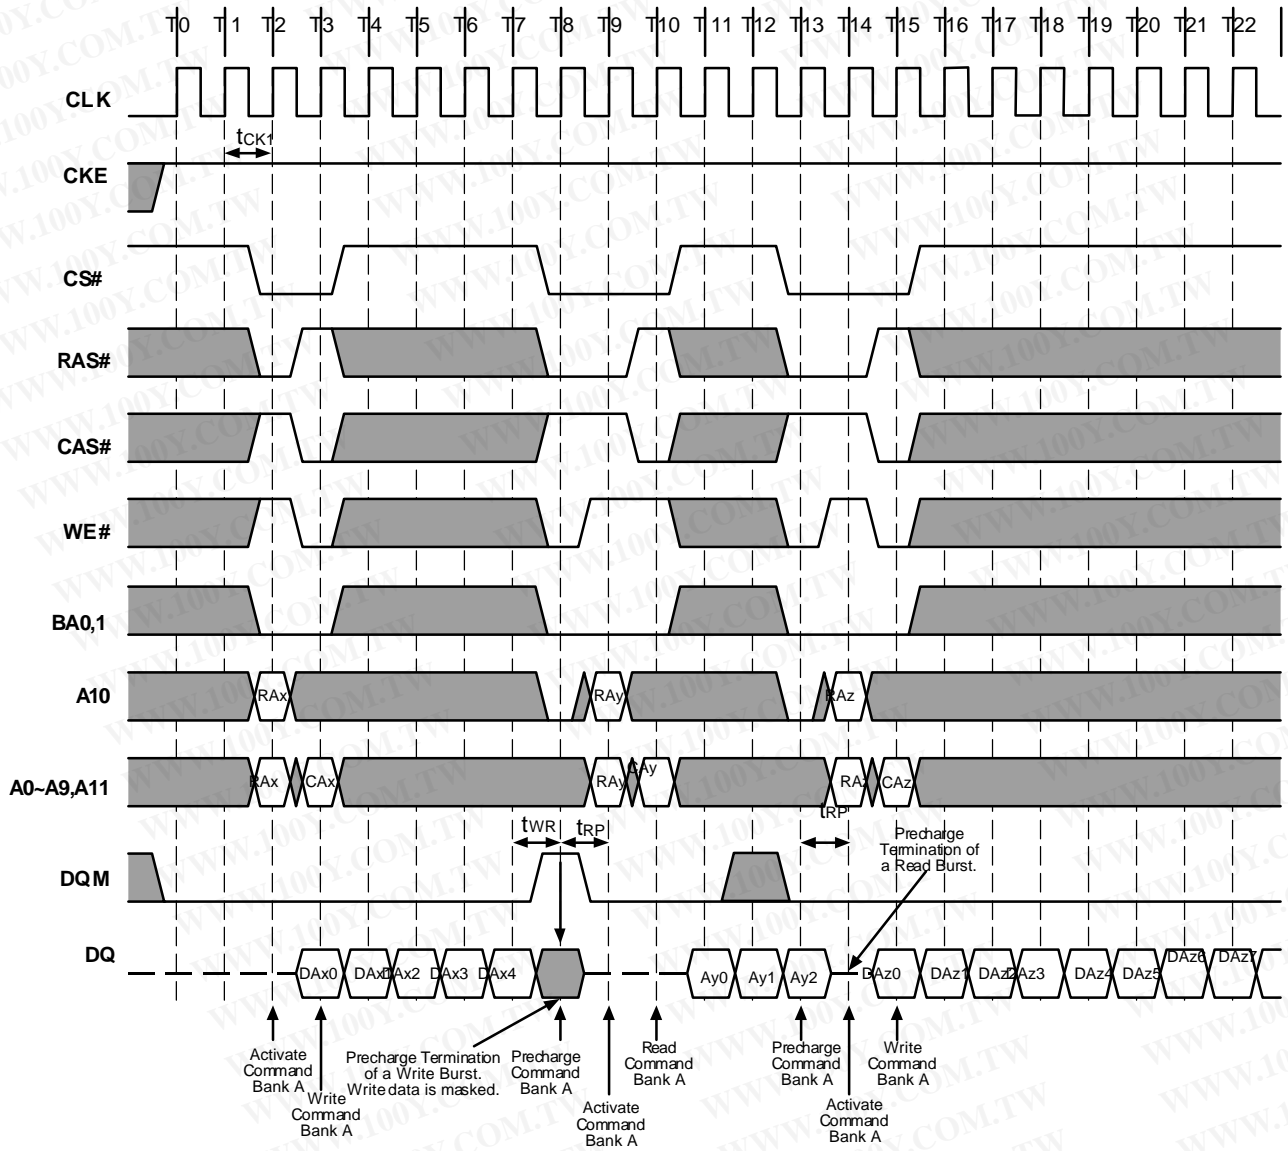 T0 T1 T2 T3 T4 T5 T6 T7 T8 T9 T10 T11 T12 T13 T14 T15 T16 T17 T18 T19 T20 T21 T22
CLK
tCK1
CKE
CS#
RAS#
CAS#
WE#
BA0,1
A10
RAx RAy RAz
A0~A9,A11
RAx CAx RAy CAy RAz CAz
tWR tRP tRP
Precharge
Termination of
a Read Burst.
DQM
DQ
DAx0 DAx1 DAx2 DAx3 DAx4 Ay0 Ay1 Ay2 DAz0 DAz1 DAz2 DAz3 DAz4 DAz5 DAz6 DAz7
Activate
Command
Bank A
Write
Command
Bank A
Precharge Termination
of a Write Burst.
Write data is masked.
Precharge
Command
Bank A
Activate
Command
Bank A
Read
Command
Bank A
Precharge
Command
Bank A
Activate
Command
Bank A
Write
Command
Bank A
WWW.100Y.COM.TW